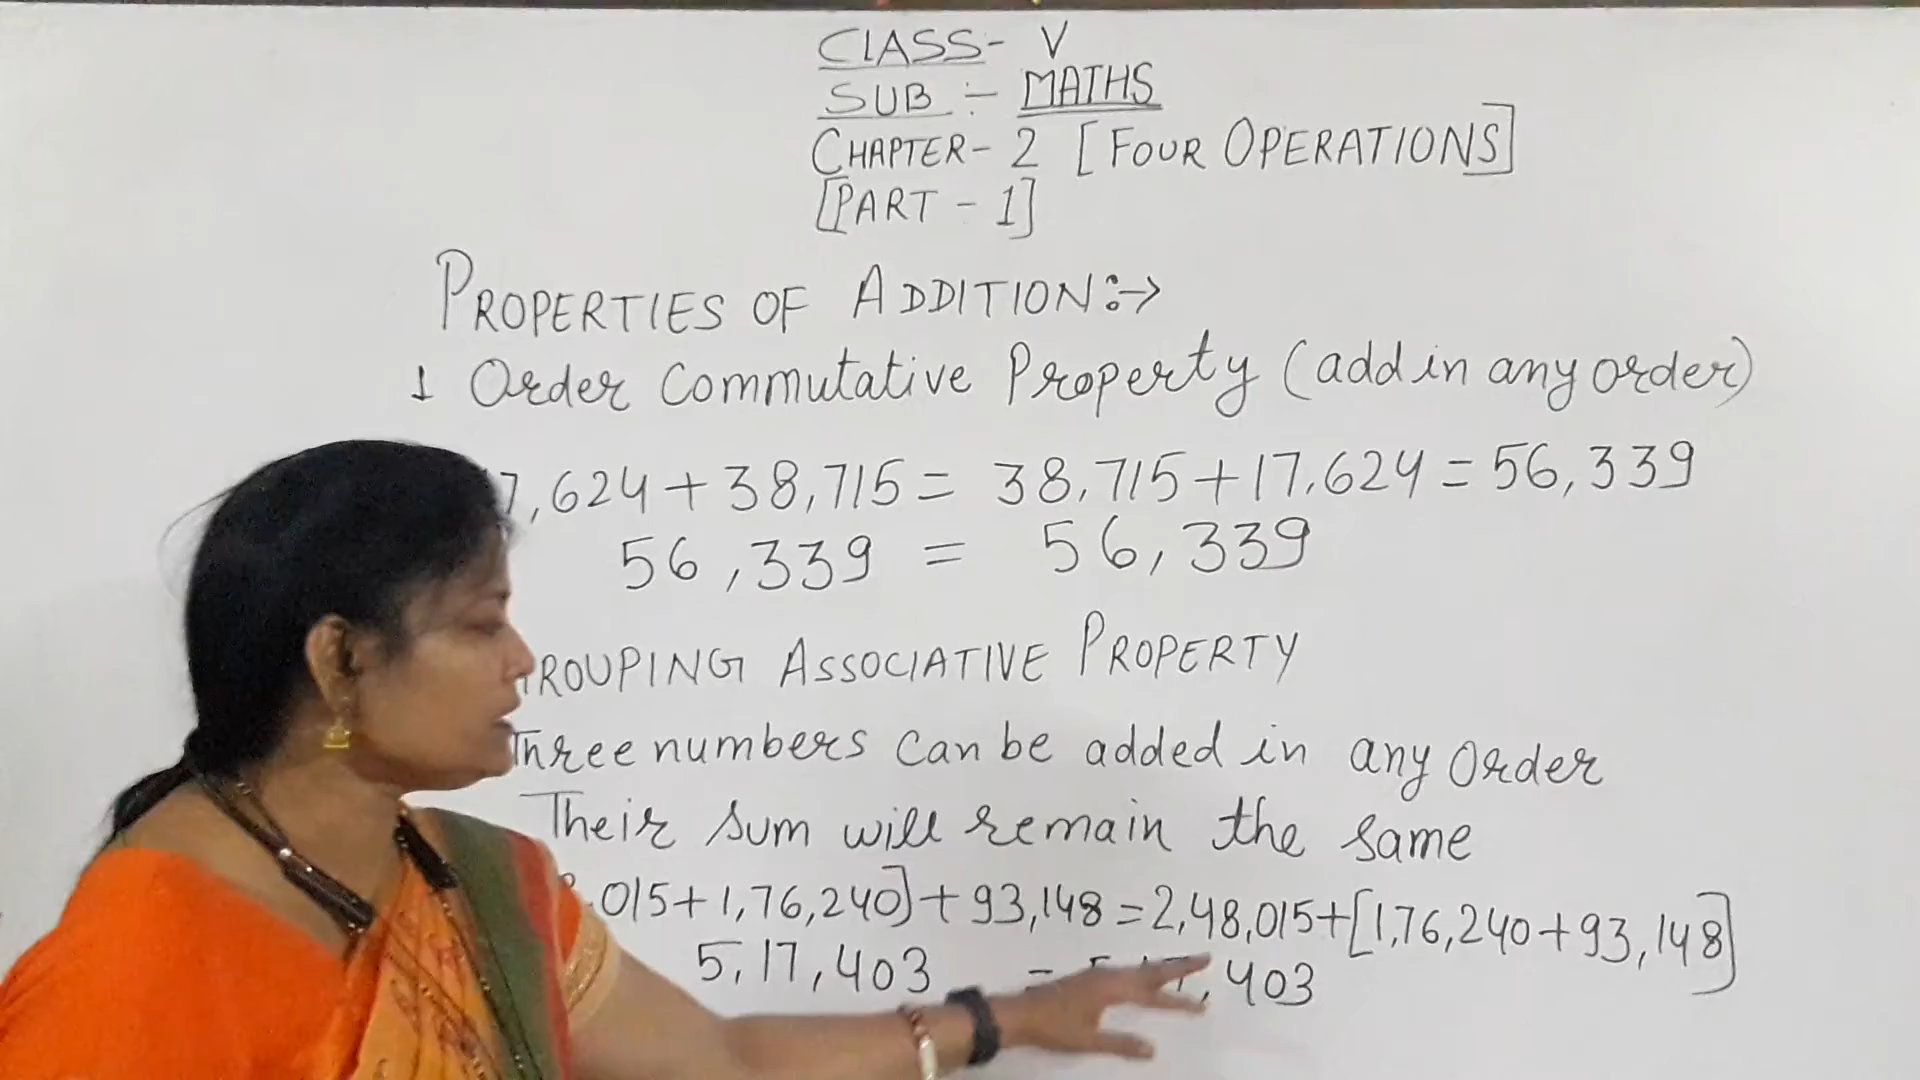 CLASS- V
SUB :- MATHS
CHAPTER- 2 [FOUR OPERATIONS]
[PART - 1]
PROPERTIES OF ADDITION:→
1 Order Commutative Property (add in any order)
7,624+38,715= 38,715+17,624=56,339
56,339 = 56,339
ROUPING ASSOCIATIVE PROPERTY
Three numbers can be added in any order
Their sum will remain the same
,015+1,76,240]+93,148=2,48,015+[1,76,240+93,148]
5,17,403 = 17,403